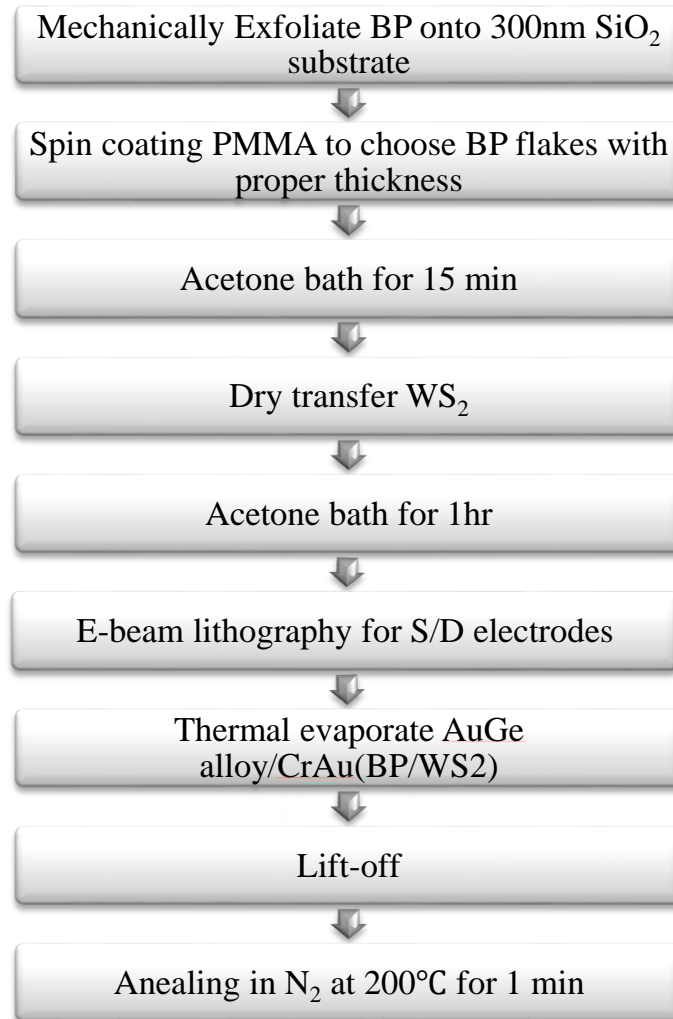 Mechanically Exfoliate BP onto 300nm SiO₂
substrate
Spin coating PMMA to choose BP flakes with
proper thickness
Acetone bath for 15 min
Dry transfer WS₂
Acetone bath for 1hr
E-beam lithography for S/D electrodes
Thermal evaporate AuGe
alloy/CrAu(BP/WS2)
Lift-off
Anealing in N₂ at 200℃ for 1 min